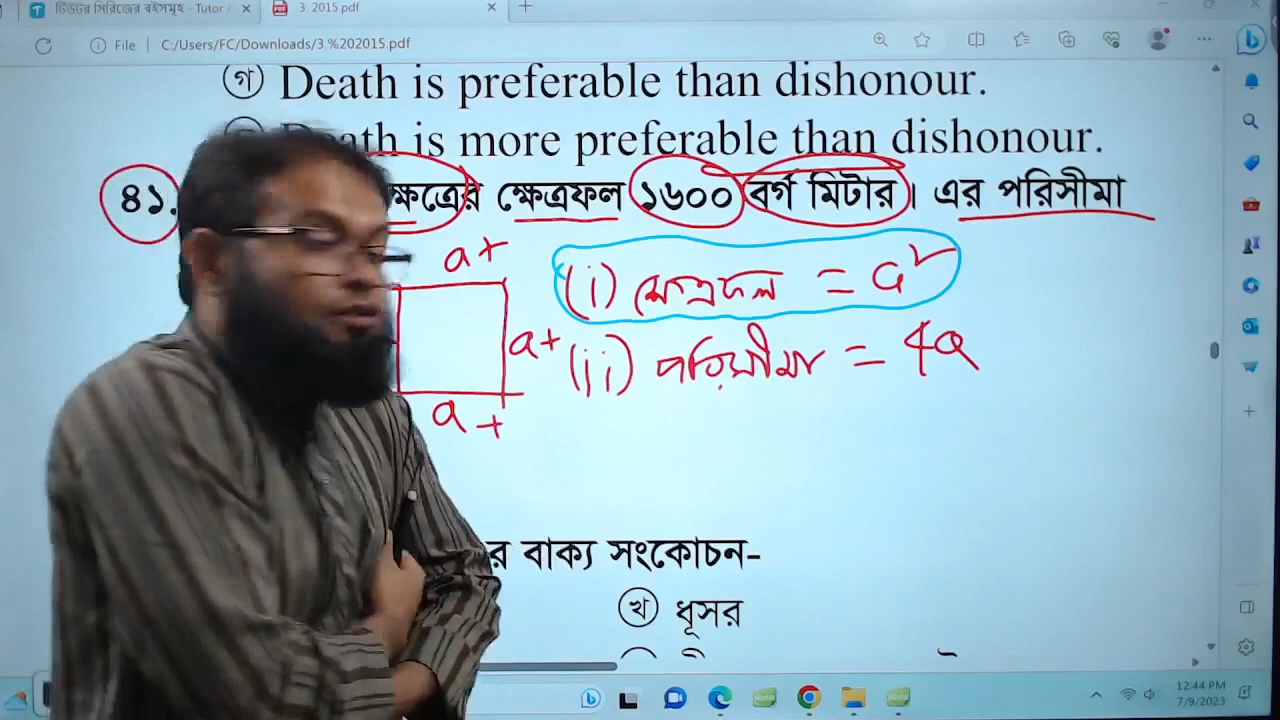 টিউটর সিরিজের বইসমূহ - Tutor
3. 2015.pdf
File C:/Users/FC/Downloads/3.%202015.pdf
গ Death is preferable than dishonour.
Death is more preferable than dishonour.
৪১. ক্ষেত্রের ক্ষেত্রফল ১৬০০ বর্গ মিটার। এর পরিসীমা
a+
(i) ক্ষেত্রফল = a²
a+
(ii) পরিসীমা = 4a
a+
র বাক্য সংকোচন-
খ ধূসর
12:44 PM
7/9/2023